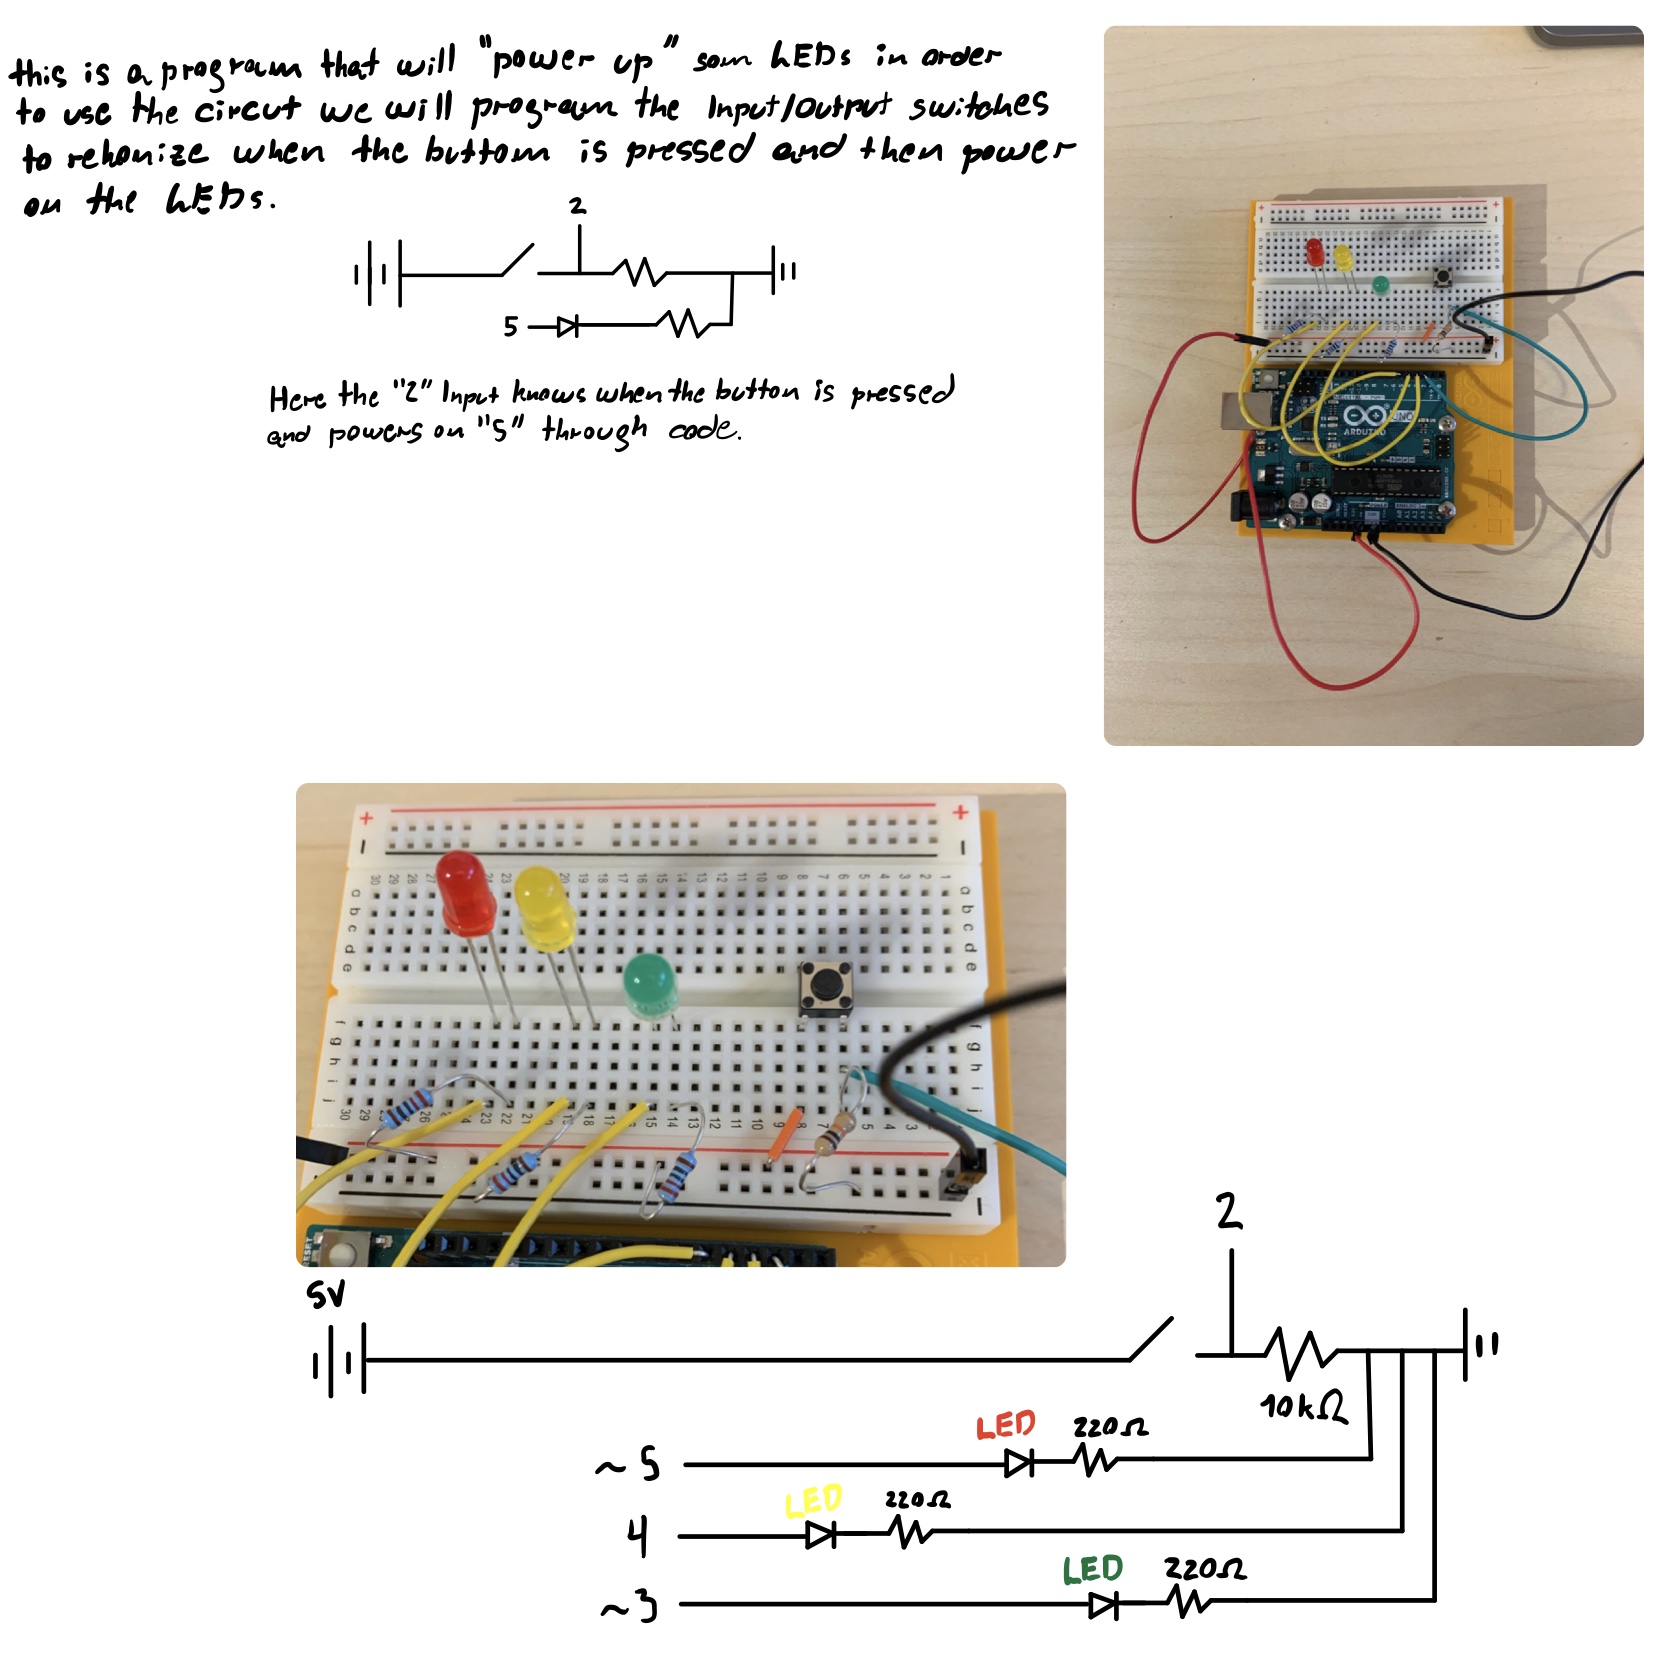 this is a program that will "power up" som LEDs in order
to use the circut we will program the Input/Output switches
to rekonize when the buttom is pressed and then power
on the LEDs.
2
5
Here the "2" Input knows when the button is pressed
and powers on "5" through code.
UNO
ARDUINO
5V
2
10kΩ
LED 220Ω
~5
LED 220Ω
4
LED 220Ω
~3